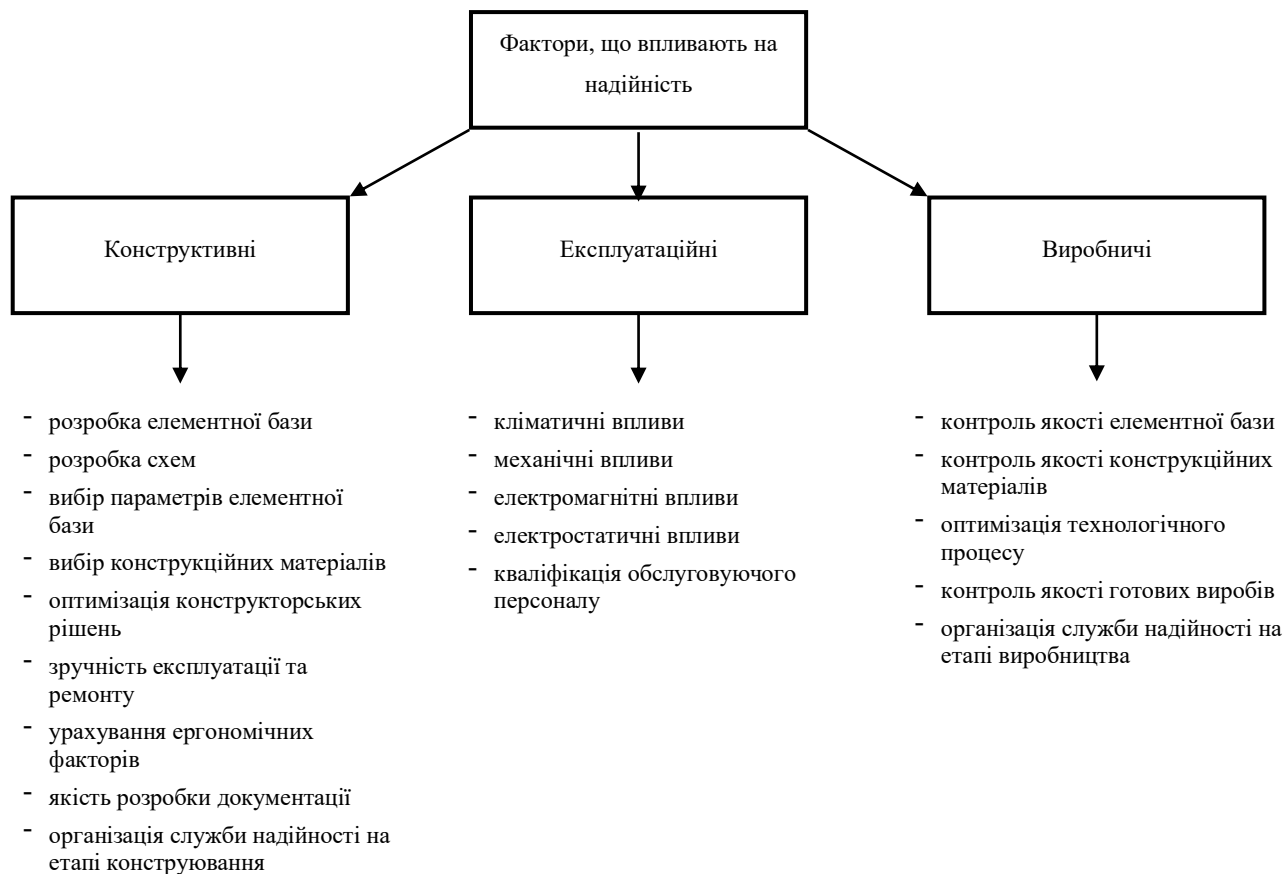 Фактори, що впливають на
надійність
Конструктивні
Експлуатаційні
Виробничі
- розробка елементної бази
- розробка схем
- вибір параметрів елементної
бази
- вибір конструкційних матеріалів
- оптимізація конструкторських
рішень
- зручність експлуатації та
ремонту
- урахування ергономічних
факторів
- якість розробки документації
- організація служби надійності на
етапі конструювання
- кліматичні впливи
- механічні впливи
- електромагнітні впливи
- електростатичні впливи
- кваліфікація обслуговуючого
персоналу
- контроль якості елементної бази
- контроль якості конструкційних
матеріалів
- оптимізація технологічного
процесу
- контроль якості готових виробів
- організація служби надійності на
етапі виробництва